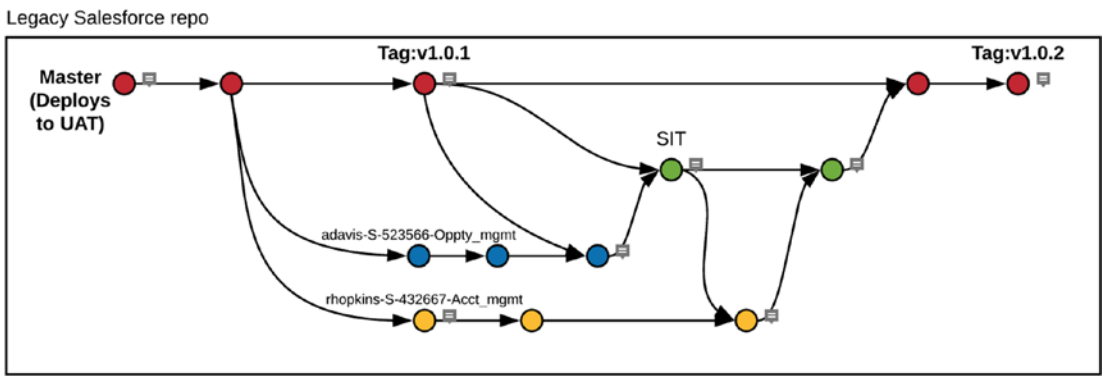 Legacy Salesforce repo
Tag:v1.0.1
Tag:v1.0.2
Master
(Deploys
to UAT)
SIT
adavis-S-523566-Oppty_mgmt
rhopkins-S-432667-Acct_mgmt